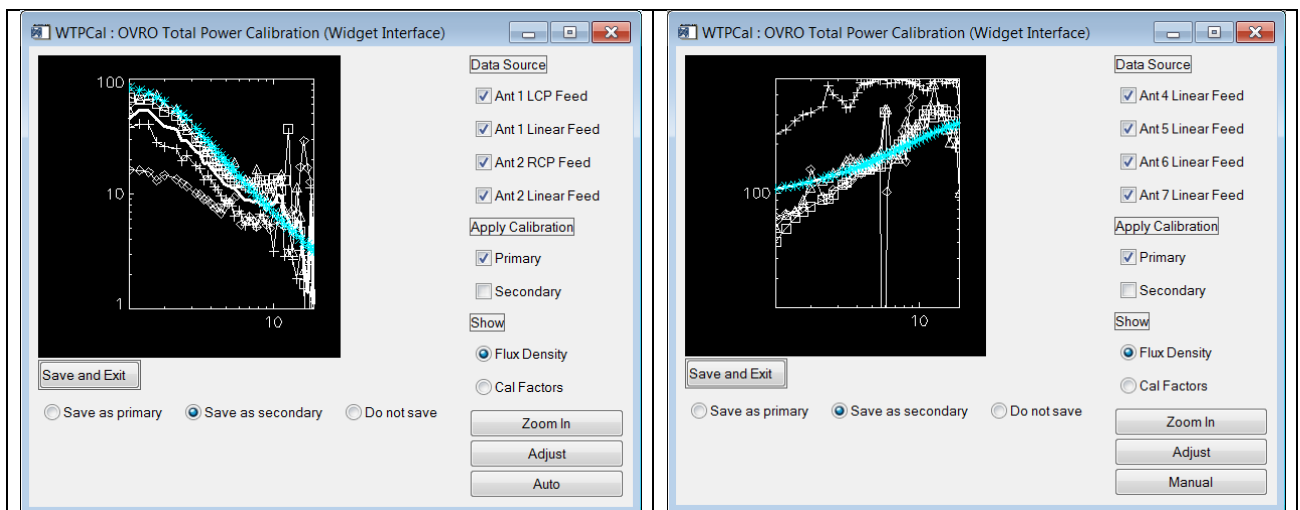 WTPCal : OVRO Total Power Calibration (Widget Interface)
100
10
1
10
Data Source
Ant 1 LCP Feed
Ant 1 Linear Feed
Ant 2 RCP Feed
Ant 2 Linear Feed
Apply Calibration
Primary
Secondary
Show
Flux Density
Cal Factors
Save and Exit
Save as primary
Save as secondary
Do not save
Zoom In
Adjust
Auto
WTPCal : OVRO Total Power Calibration (Widget Interface)
100
10
Data Source
Ant 4 Linear Feed
Ant 5 Linear Feed
Ant 6 Linear Feed
Ant 7 Linear Feed
Apply Calibration
Primary
Secondary
Show
Flux Density
Cal Factors
Save and Exit
Save as primary
Save as secondary
Do not save
Zoom In
Adjust
Manual